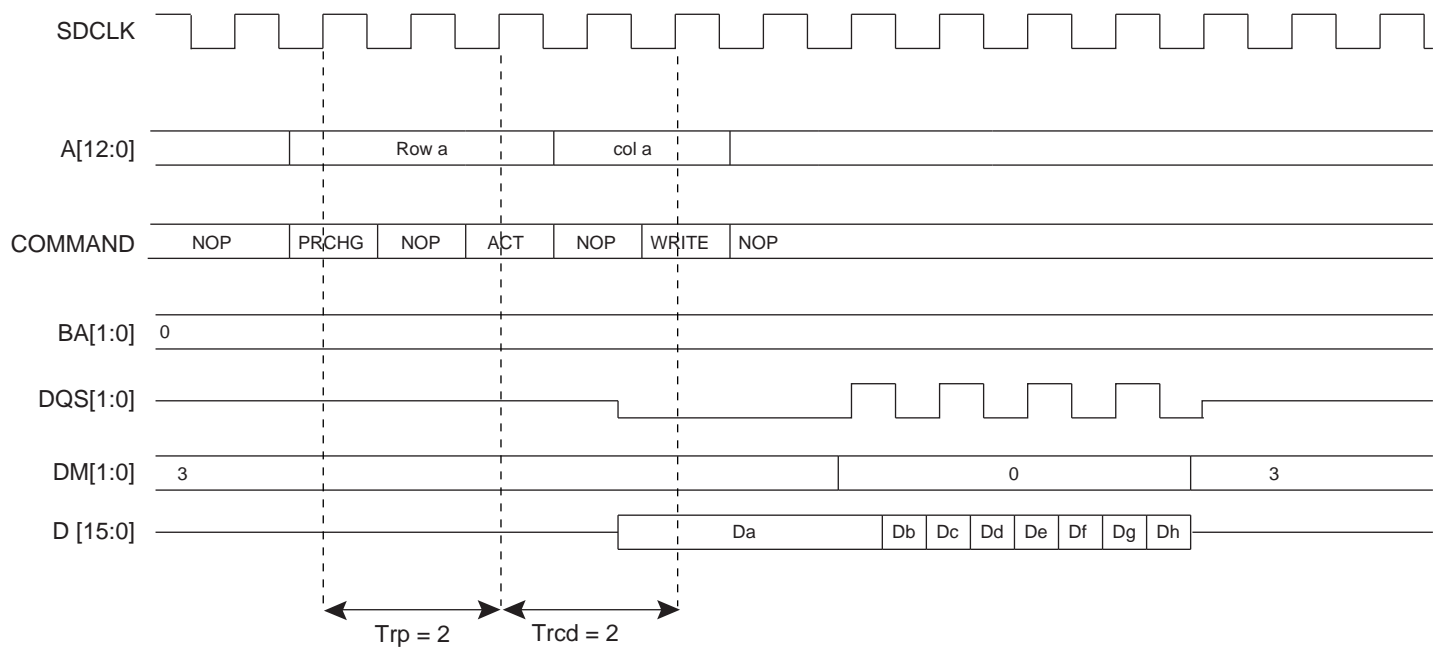 SDCLK
A[12:0] Row a col a
COMMAND NOP PRCHG NOP ACT NOP WRITE NOP
BA[1:0] 0
DQS[1:0]
DM[1:0] 3 0 3
D [15:0] Da Db Dc Dd De Df Dg Dh
Trp = 2 Trcd = 2